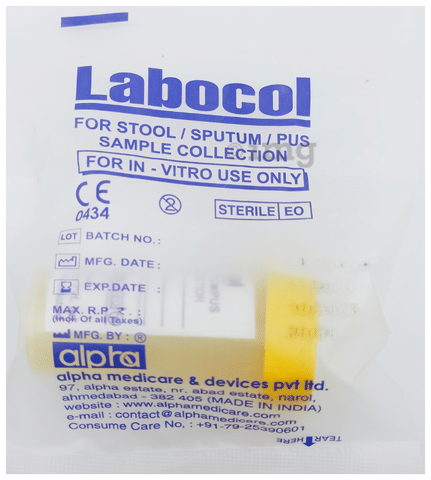 Labocol
FOR STOOL / SPUTUM / PUS
SAMPLE COLLECTION
FOR IN - VITRO USE ONLY
CE
0434
STERILE EO
LOT BATCH NO.:
MFG. DATE:
EXP.DATE :
MAX. R.P. :
(Incl. Of all Taxes)
MFG. BY : ®
alpha
alpha medicare & devices pvt ltd.
97, alpha estate, nr. abad estate, narol,
ahmedabad - 382 405 (MADE IN INDIA)
website : www.alphamedicare.com
e-mail : contact@alphamedicare.com
Consume Care No.: +91-79-25390601
TEAR HERE